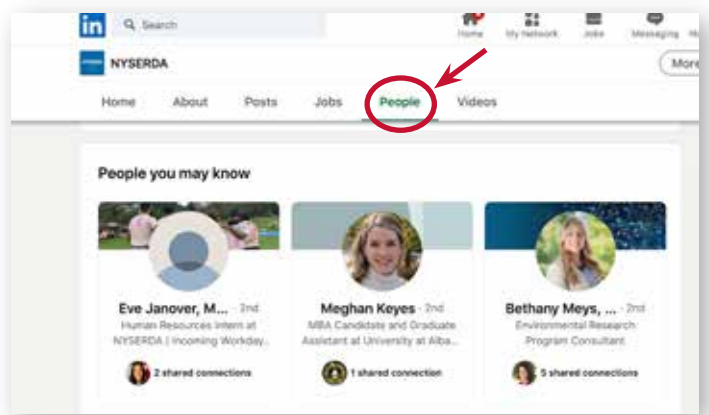 in Search
Home My Network Jobs Messaging
NYSERDA
More
Home About Posts Jobs People Videos
People you may know
Eve Janover, M... · 2nd
Human Resources Intern at
NYSERDA | Incoming Workday...
2 shared connections
Meghan Keyes · 2nd
MBA Candidate and Graduate
Assistant at University at Alba...
1 shared connection
Bethany Meys, ... · 2nd
Environmental Research
Program Consultant
5 shared connections